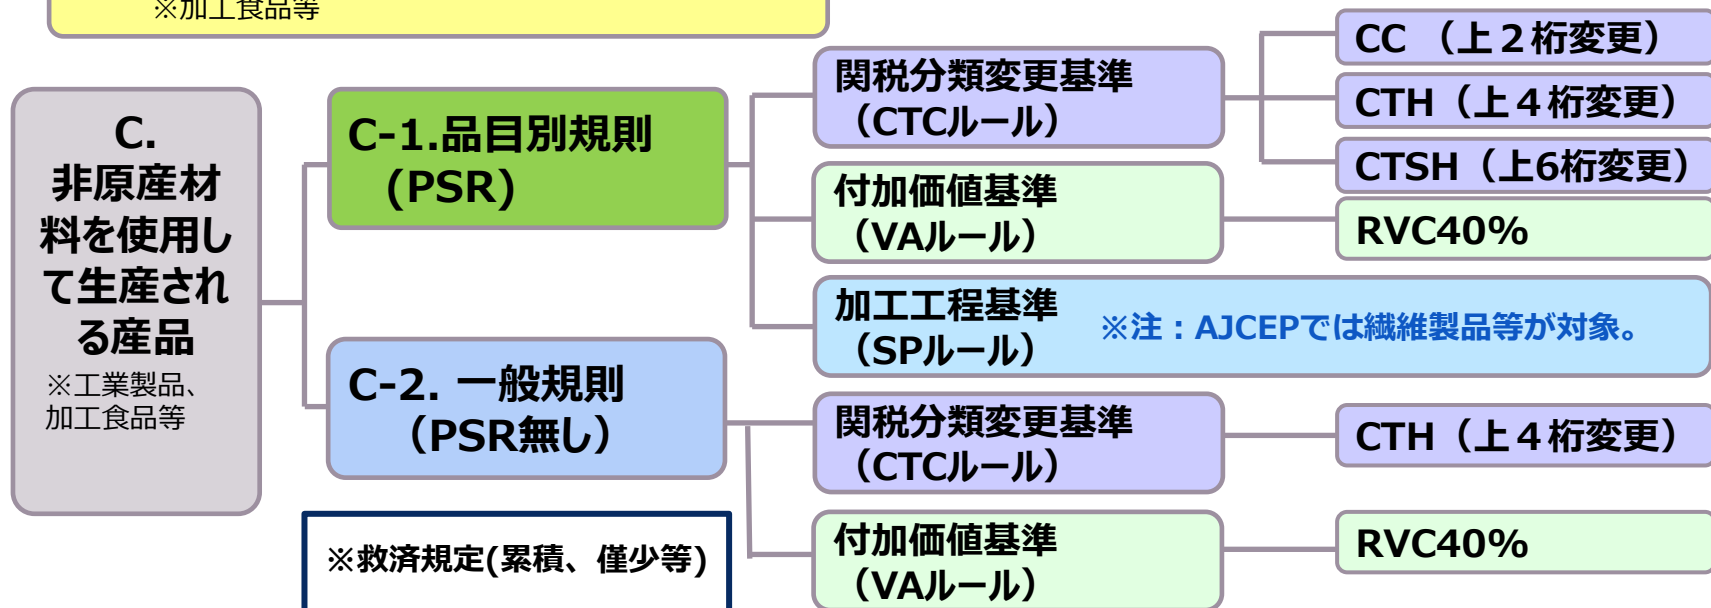 ※加工食品等
C.
非原産材
料を使用し
て生産され
る産品
※工業製品、
加工食品等
C-1.品目別規則
(PSR)
C-2. 一般規則
（PSR無し）
※救済規定(累積、僅少等)
関税分類変更基準
（CTCルール）
付加価値基準
（VAルール）
加工工程基準
（SPルール）
※注：AJCEPでは繊維製品等が対象。
関税分類変更基準
（CTCルール）
付加価値基準
（VAルール）
CC （上２桁変更）
CTH（上４桁変更）
CTSH（上6桁変更）
RVC40%
CTH（上４桁変更）
RVC40%